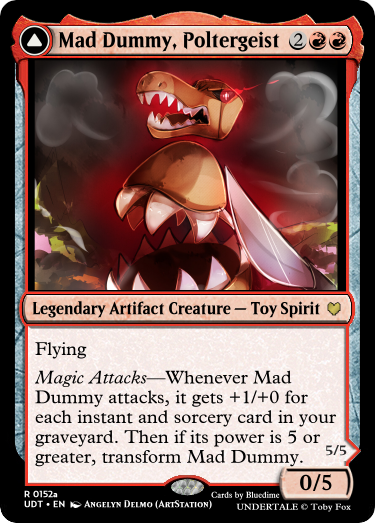 Mad Dummy, Poltergeist 2
Legendary Artifact Creature — Toy Spirit
Flying
Magic Attacks—Whenever Mad
Dummy attacks, it gets +1/+0 for
each instant and sorcery card in your
graveyard. Then if its power is 5 or
greater, transform Mad Dummy.
5/5
0/5
R 0152a
UDT • EN Angelyn Delmo (ArtStation)
Cards by Bluedime
UNDERTALE © Toby Fox